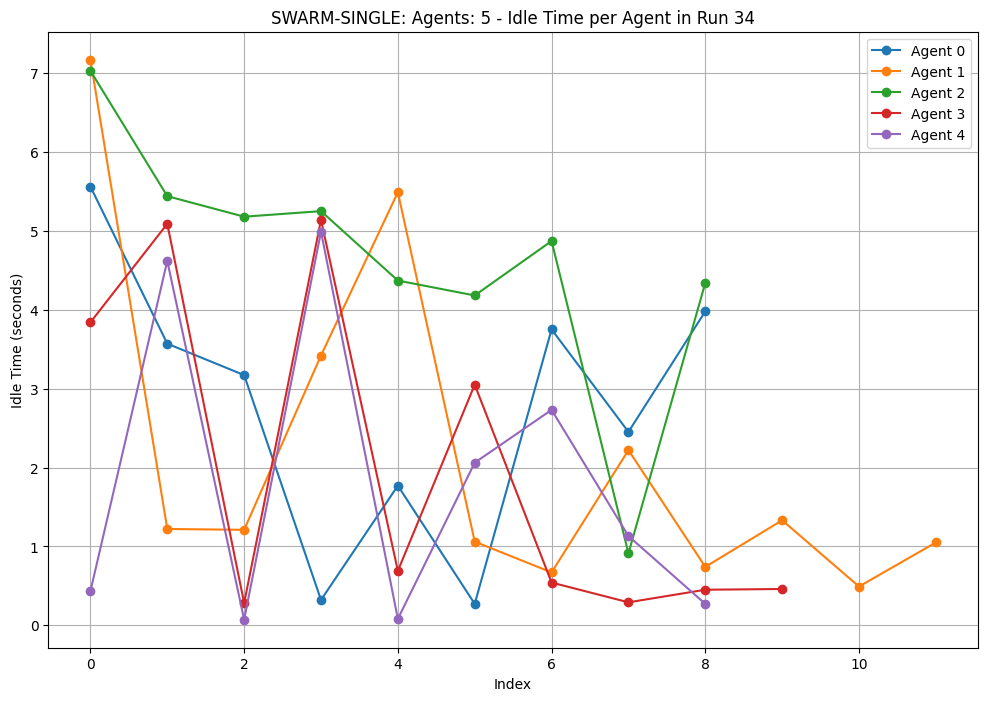 SWARM-SINGLE: Agents: 5 - Idle Time per Agent in Run 34
Agent 0
Agent 1
Agent 2
Agent 3
Agent 4
Idle Time (seconds)
7
6
5
4
3
2
1
0
0 2 4 6 8 10
Index